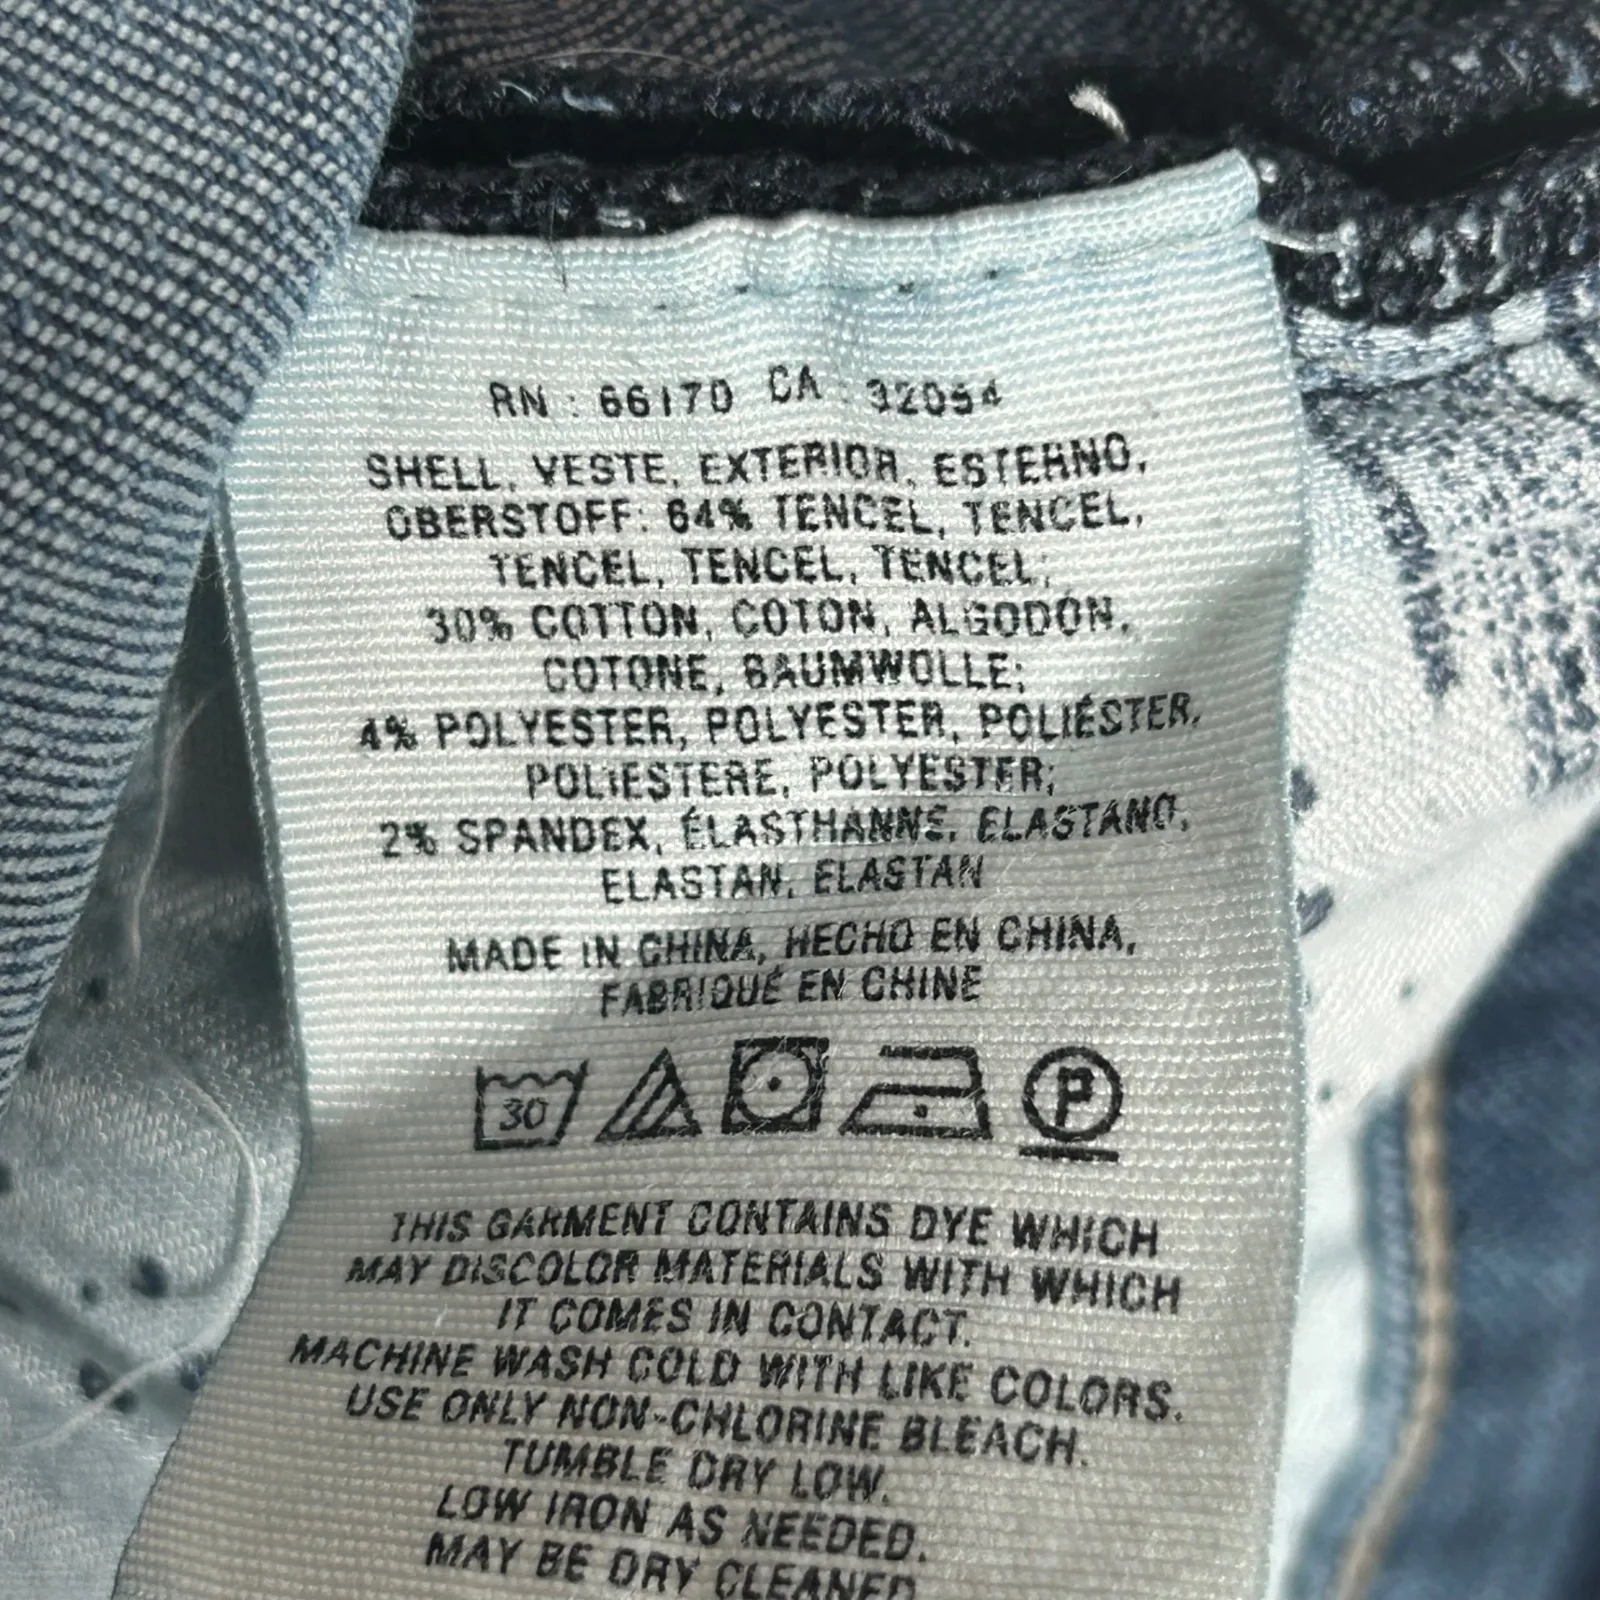 RN : 66170 CA : 32054
SHELL, VESTE, EXTERIOR, ESTERNO,
OBERSTOFF: 64% TENCEL, TENCEL,
TENCEL, TENCEL, TENCEL;
30% COTTON, COTON, ALGODÓN,
COTONE, BAUMWOLLE;
4% POLYESTER, POLYESTER, POLIÉSTER,
POLIESTERE, POLYESTER;
2% SPANDEX, ÉLASTHANNE, ELASTANO,
ELASTAN, ELASTAN
MADE IN CHINA, HECHO EN CHINA,
FABRIQUÉ EN CHINE
30 P
THIS GARMENT CONTAINS DYE WHICH
MAY DISCOLOR MATERIALS WITH WHICH
IT COMES IN CONTACT.
MACHINE WASH COLD WITH LIKE COLORS.
USE ONLY NON-CHLORINE BLEACH.
TUMBLE DRY LOW.
LOW IRON AS NEEDED.
MAY BE DRY CLEANED